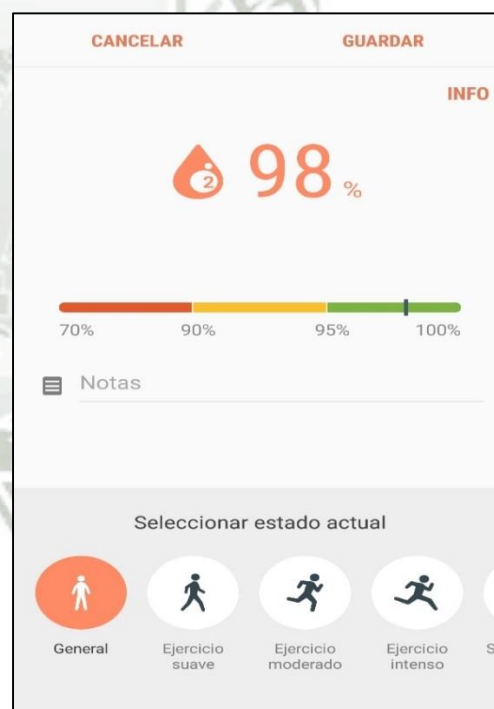 CANCELAR GUARDAR
INFO
2 98 %
70% 90% 95% 100%
Notas
Seleccionar estado actual
General Ejercicio suave Ejercicio moderado Ejercicio intenso S